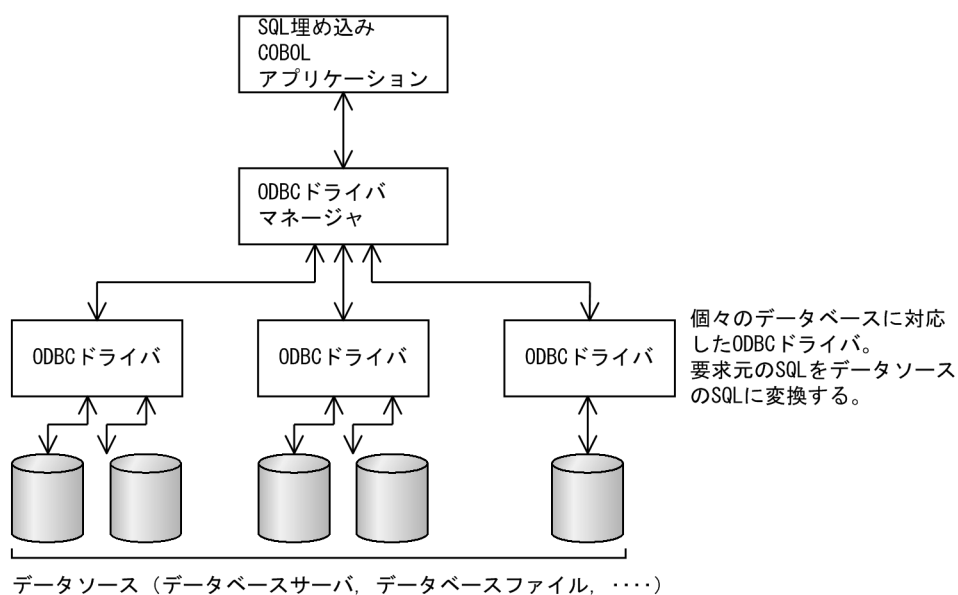 SQL埋め込み
COBOL
アプリケーション
ODBCドライバ
マネージャ
ODBCドライバ
ODBCドライバ
ODBCドライバ
個々のデータベースに対応
したODBCドライバ。
要求元のSQLをデータソース
のSQLに変換する。
データソース（データベースサーバ，データベースファイル，‥‥）